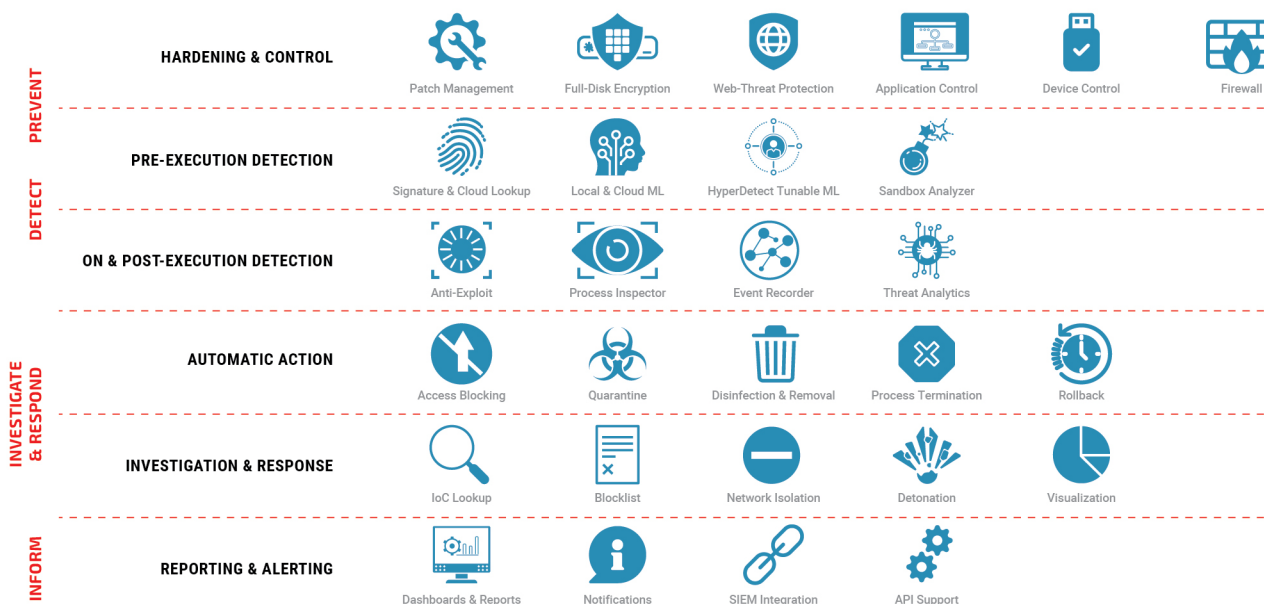 PREVENT
HARDENING & CONTROL
Patch Management
Full-Disk Encryption
Web-Threat Protection
Application Control
Device Control
Firewall
PRE-EXECUTION DETECTION
Signature & Cloud Lookup
Local & Cloud ML
HyperDetect Tunable ML
Sandbox Analyzer
DETECT
ON & POST-EXECUTION DETECTION
Anti-Exploit
Process Inspector
Event Recorder
Threat Analytics
INVESTIGATE
& RESPOND
AUTOMATIC ACTION
Access Blocking
Quarantine
Disinfection & Removal
Process Termination
Rollback
INVESTIGATION & RESPONSE
IoC Lookup
Blocklist
Network Isolation
Detonation
Visualization
INFORM
REPORTING & ALERTING
Dashboards & Reports
Notifications
SIEM Integration
API Support